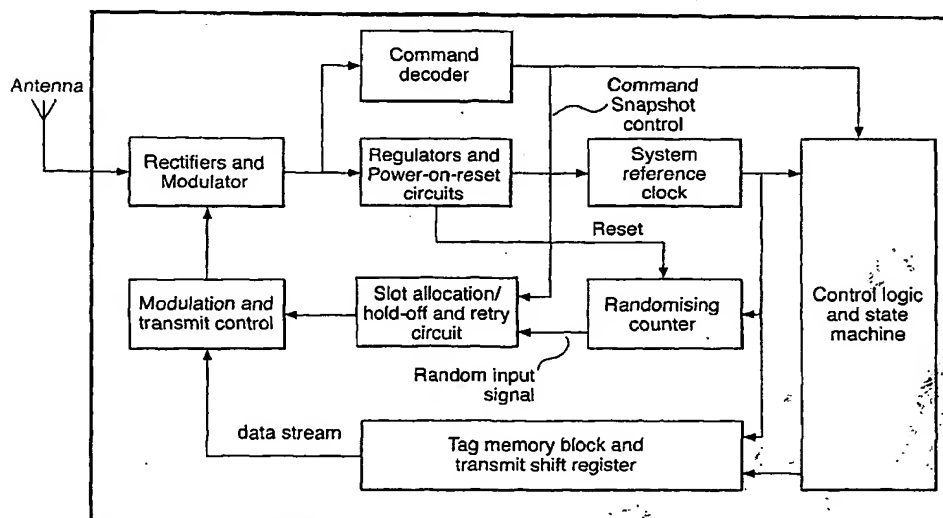 Antenna
Command
decoder
Command
Snapshot
control
Rectifiers and
Modulator
Regulators and
Power-on-reset
circuits
System
reference
clock
Reset
Modulation and
transmit control
Slot allocation/
hold-off and retry
circuit
Randomising
counter
Control logic
and state
machine
Random input
signal
data stream
Tag memory block and
transmit shift register